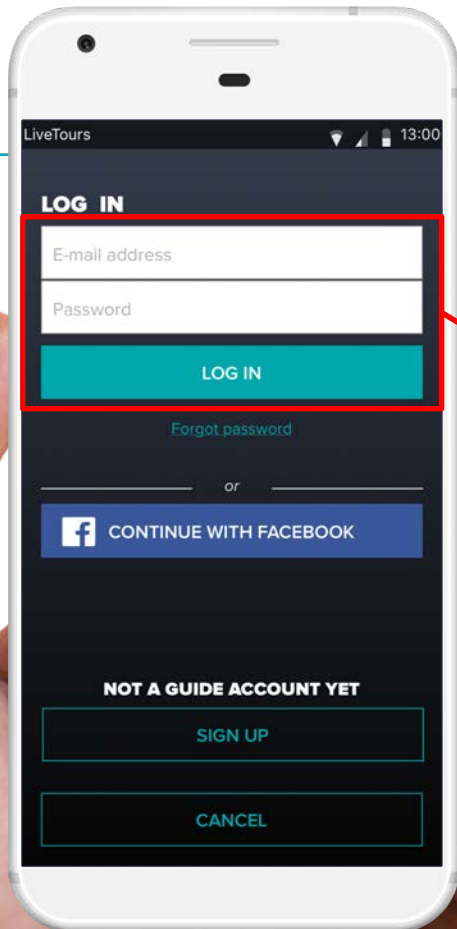 LiveTours 13:00
LOG IN
E-mail address
Password
LOG IN
Forgot password
or
f CONTINUE WITH FACEBOOK
NOT A GUIDE ACCOUNT YET
SIGN UP
CANCEL